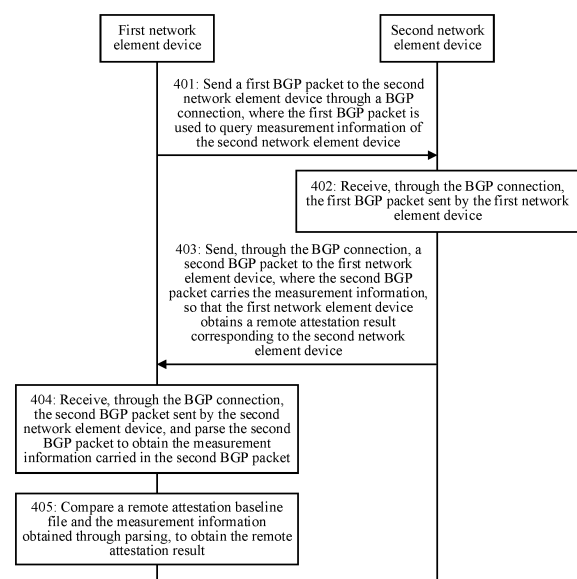 First network
element device
Second network
element device
401: Send a first BGP packet to the second
network element device through a BGP
connection, where the first BGP packet is
used to query measurement information of
the second network element device
402: Receive, through the BGP connection,
the first BGP packet sent by the first network
element device
403: Send, through the BGP connection, a
second BGP packet to the first network
element device, where the second BGP
packet carries the measurement information,
so that the first network element device
obtains a remote attestation result
corresponding to the second network
element device
404: Receive, through the BGP connection,
the second BGP packet sent by the second
network element device, and parse the second
BGP packet to obtain the measurement
information carried in the second BGP packet
405: Compare a remote attestation baseline
file and the measurement information
obtained through parsing, to obtain the remote
attestation result